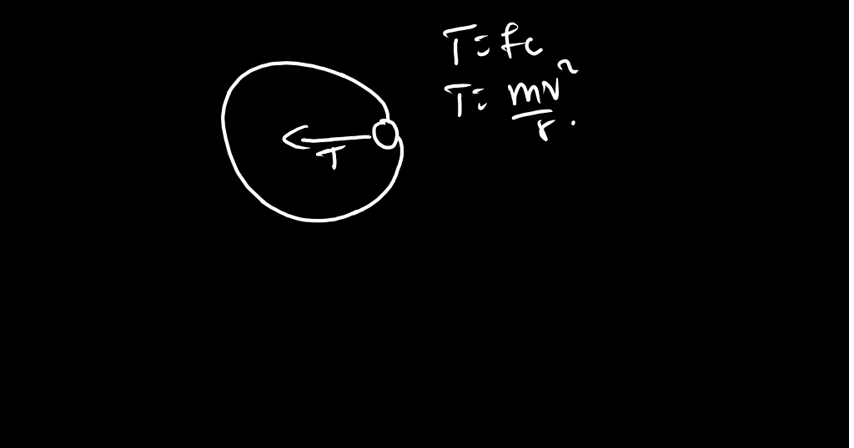 T = fc
T = mv²/r.
T